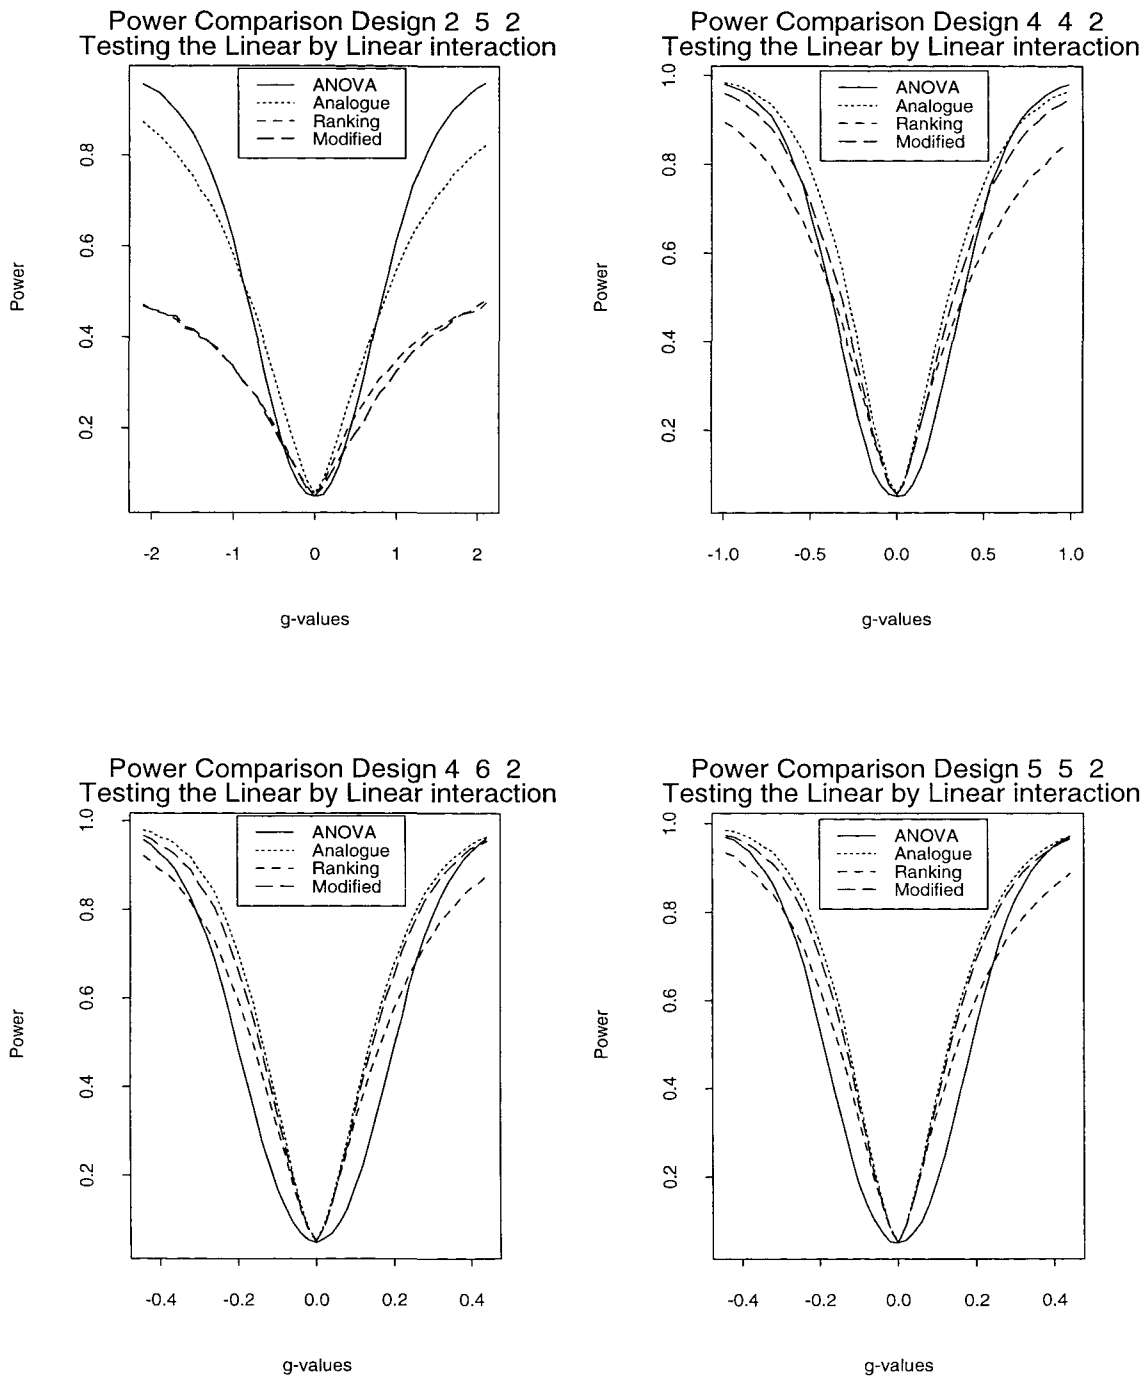 Power Comparison Design 2 5 2
Testing the Linear by Linear interaction
ANOVA
Analogue
Ranking
Modified
Power
0.2
0.4
0.6
0.8
-2
-1
0
1
2
g-values
Power Comparison Design 4 4 2
Testing the Linear by Linear interaction
ANOVA
Analogue
Ranking
Modified
Power
0.2
0.4
0.6
0.8
1.0
-1.0
-0.5
0.0
0.5
1.0
g-values
Power Comparison Design 4 6 2
Testing the Linear by Linear interaction
ANOVA
Analogue
Ranking
Modified
Power
0.2
0.4
0.6
0.8
1.0
-0.4
-0.2
0.0
0.2
0.4
g-values
Power Comparison Design 5 5 2
Testing the Linear by Linear interaction
ANOVA
Analogue
Ranking
Modified
Power
0.2
0.4
0.6
0.8
1.0
-0.4
-0.2
0.0
0.2
0.4
g-values